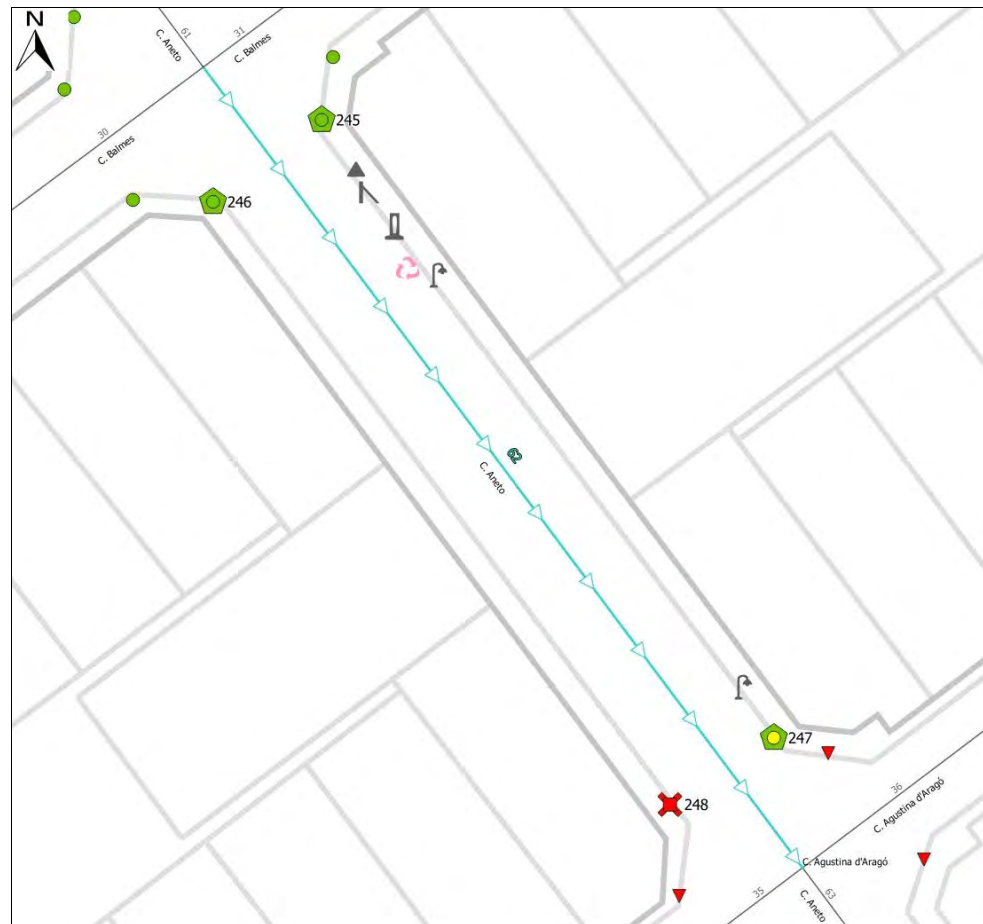 N
61
C. Aneto
31
C. Balmes
30
C. Balmes
245
246
62
C. Aneto
247
248
36
C. Agustina d'Aragó
C. Agustina d'Aragó
35
63
C. Aneto